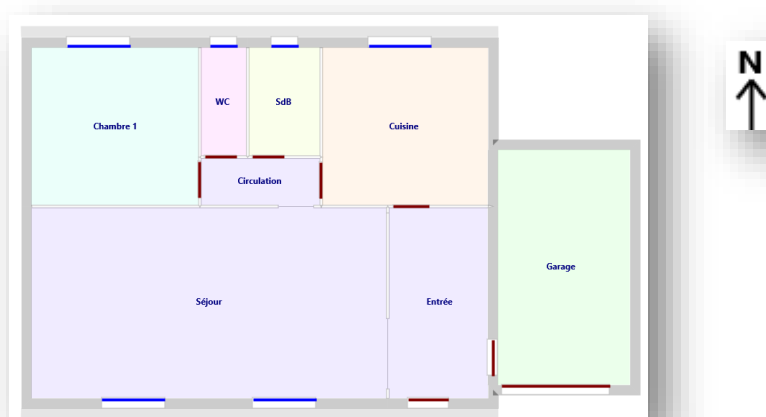 N
WC
SdB
Chambre 1
Cuisine
Circulation
Garage
Séjour
Entrée